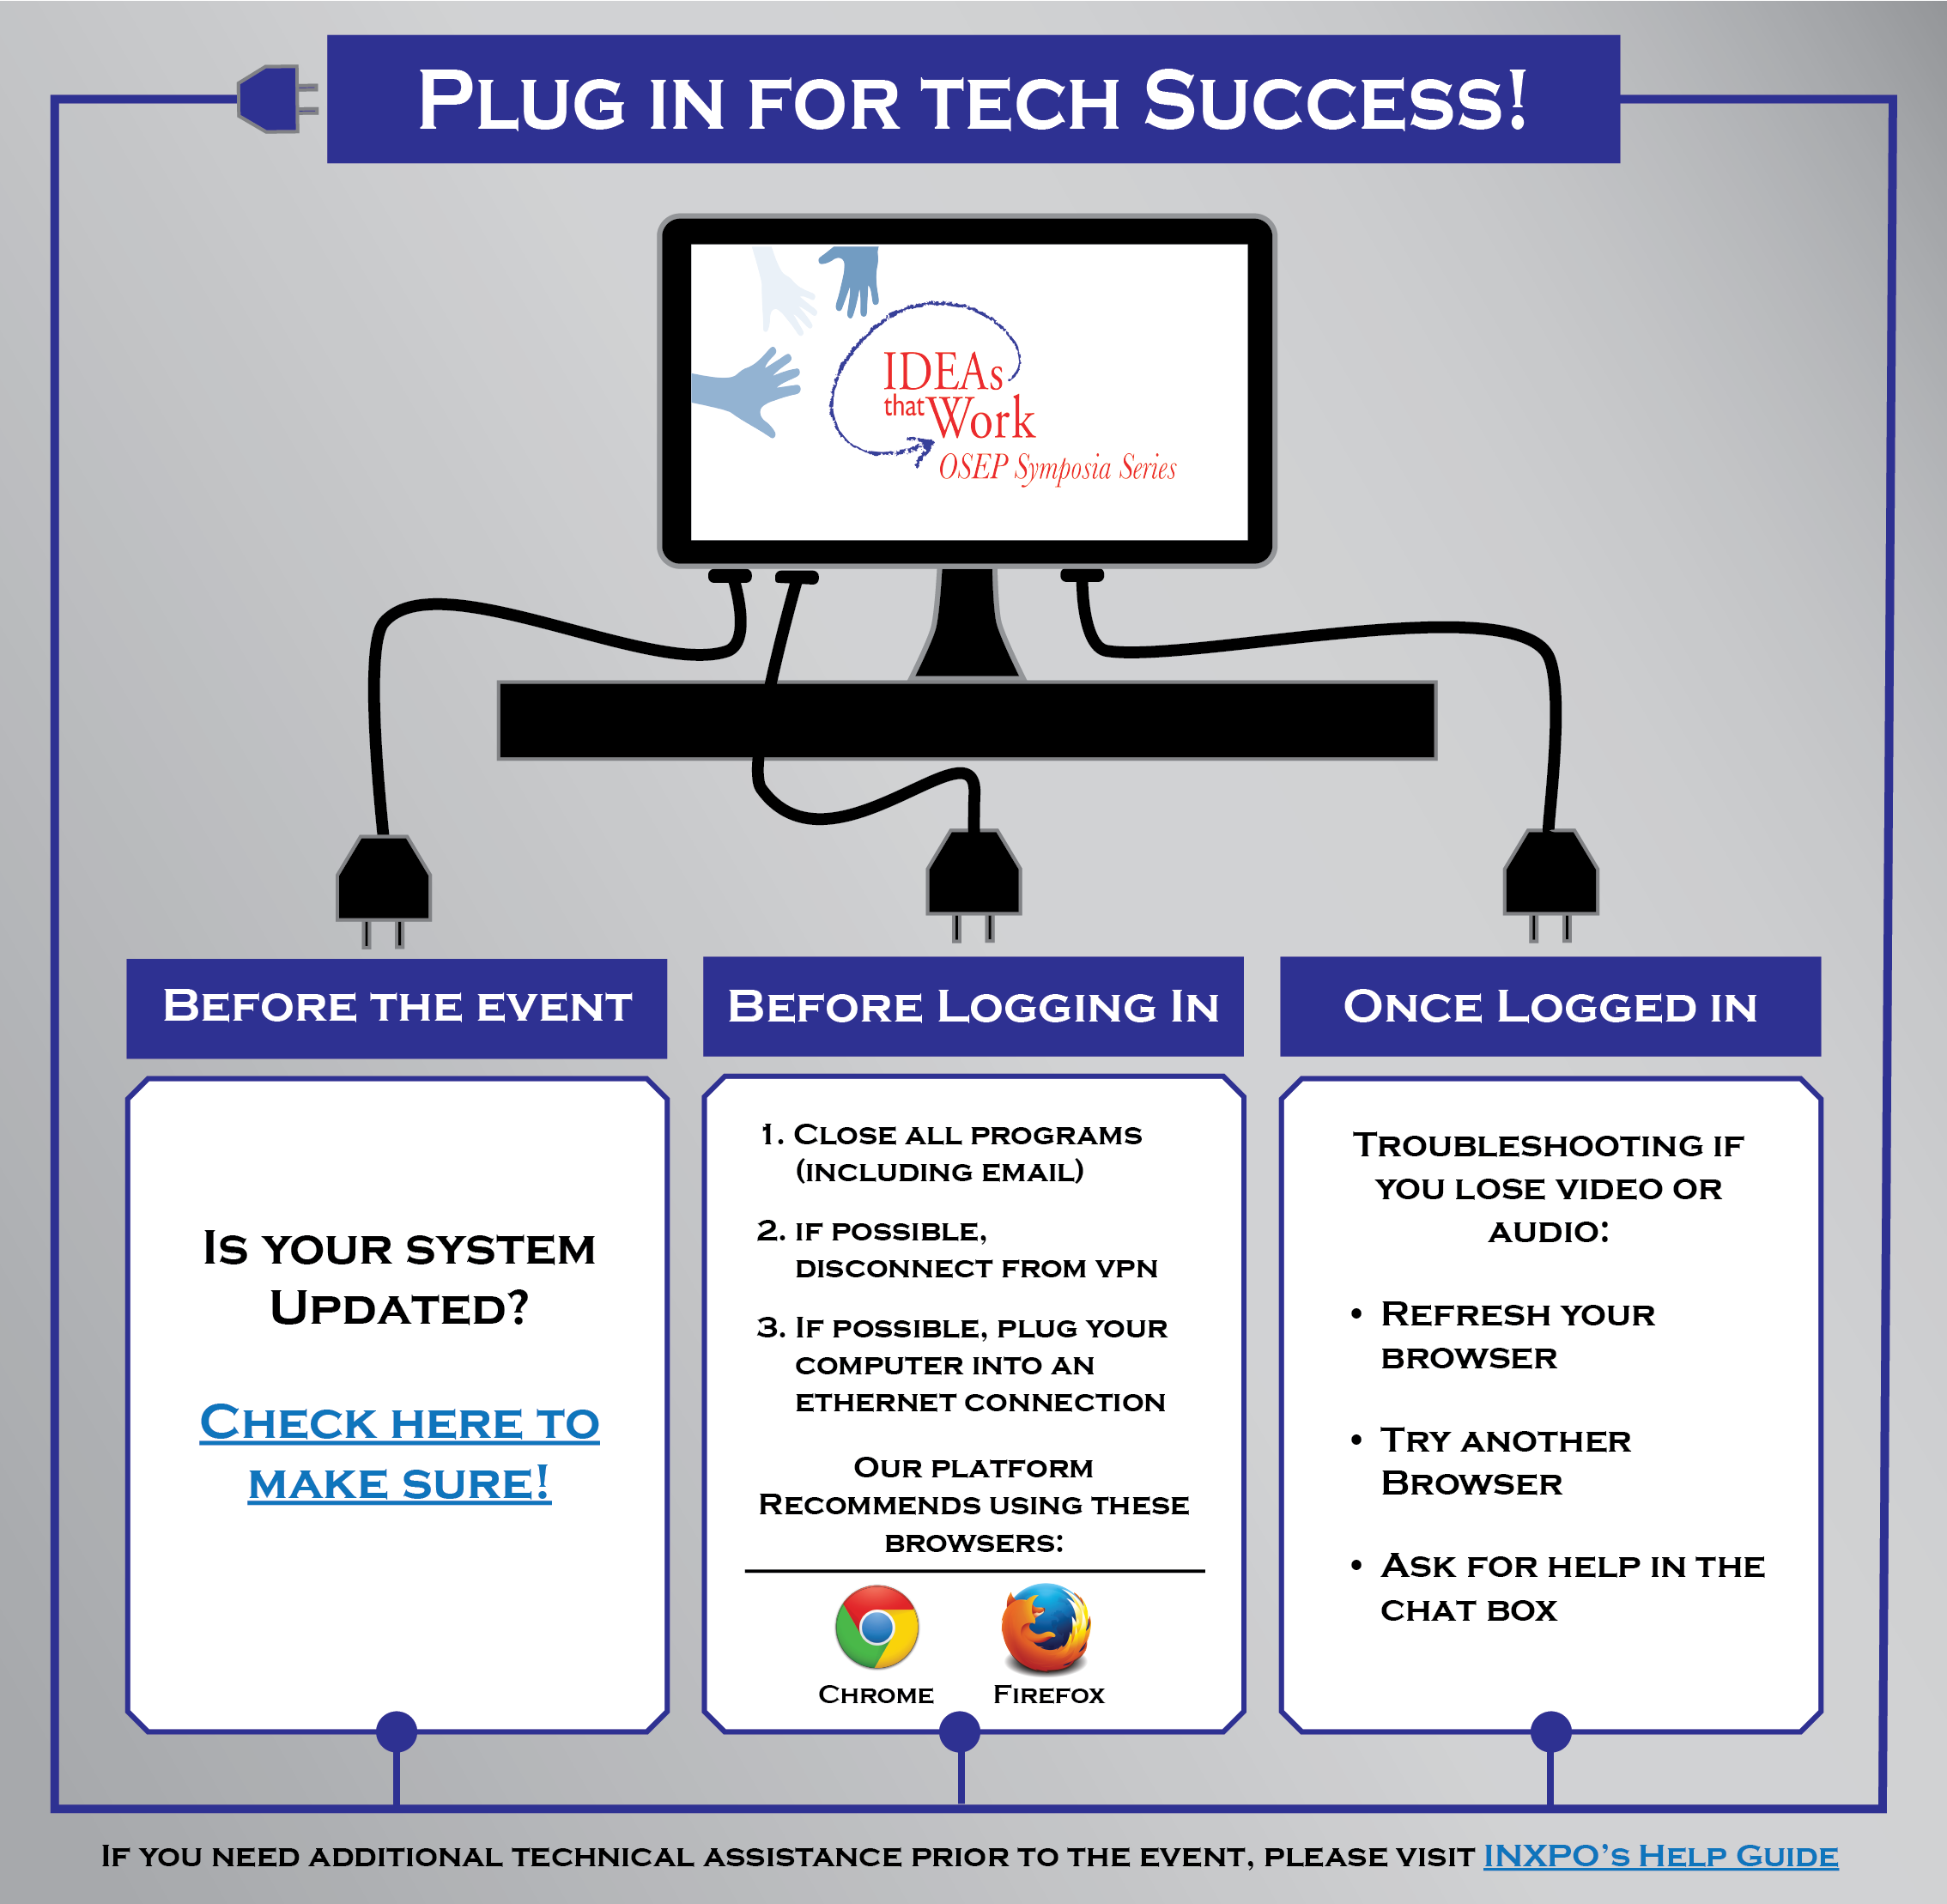 Plug in for tech Success!
IDEAs
that Work
OSEP Symposia Series
Before the event
Is your system
Updated?
Check here to
make sure!
Before Logging In
1. Close all programs
(including email)
2. if possible,
disconnect from vpn
3. If possible, plug your
computer into an
ethernet connection
Our platform
Recommends using these
browsers:
Chrome
Firefox
Once Logged in
Troubleshooting if
you lose video or
audio:
• Refresh your
browser
• Try another
Browser
• Ask for help in the
chat box
If you need additional technical assistance prior to the event, please visit INXPO's Help Guide